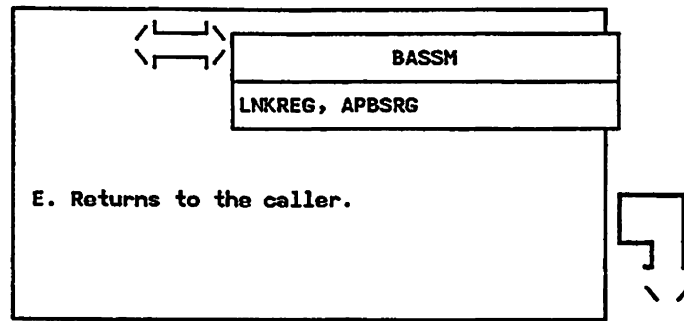 BASSM
LNKREG, APBSRG
E. Returns to the caller.